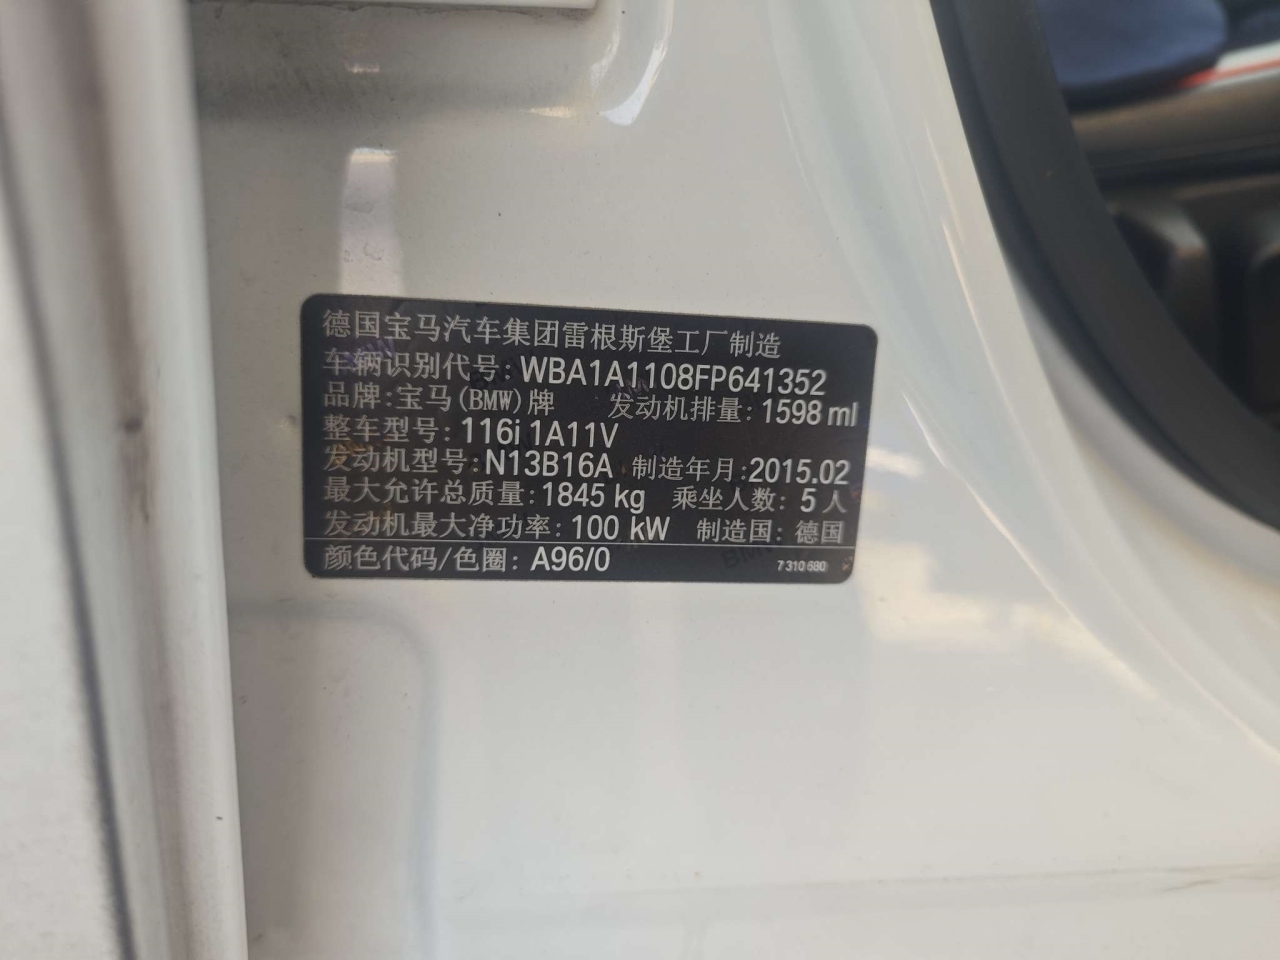 德国宝马汽车集团雷根斯堡工厂制造
车辆识别代号: WBA1A1108FP641352
品牌:宝马(BMW)牌 发动机排量: 1598 ml
整车型号: 116i 1A11V
发动机型号: N13B16A 制造年月:2015.02
最大允许总质量: 1845 kg 乘坐人数: 5 人
发动机最大净功率: 100 kW 制造国: 德国
颜色代码/色圈: A96/0 7 310 680